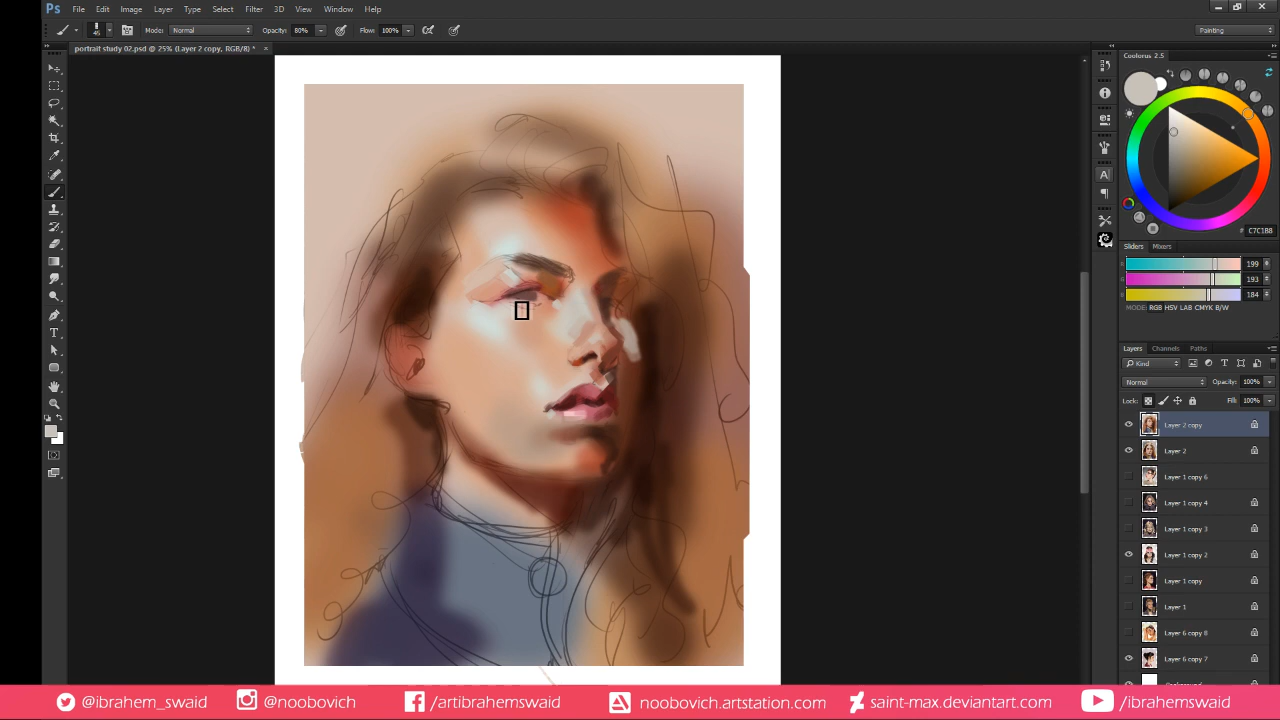 Ps File Edit Image Layer Type Select Filter 3D View Window Help
45 Mode: Normal Opacity: 80% Flow: 100% Painting
portrait study 02.psd @ 25% (Layer 2 copy, RGB/8) * ×
Coolorus 2.5
# C7C1B8
Sliders Mixers
R 199
193
184
MODE: RGB HSV LAB CMYK B/W
Layers Channels Paths
Kind
Normal Opacity: 100%
Lock: Fill: 100%
Layer 2 copy
Layer 2
Layer 1 copy 6
Layer 1 copy 4
Layer 1 copy 3
Layer 1 copy 2
Layer 1 copy
Layer 1
Layer 6 copy 8
Layer 6 copy 7
@ibrahem_swaid @noobovich /artibrahemswaid noobovich.artstation.com saint-max.deviantart.com /ibrahemswaid